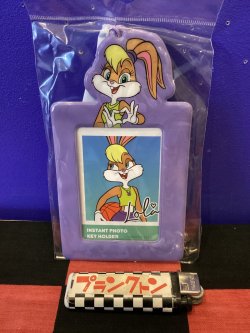 Lola
INSTANT PHOTO
KEY HOLDER
プランクトン